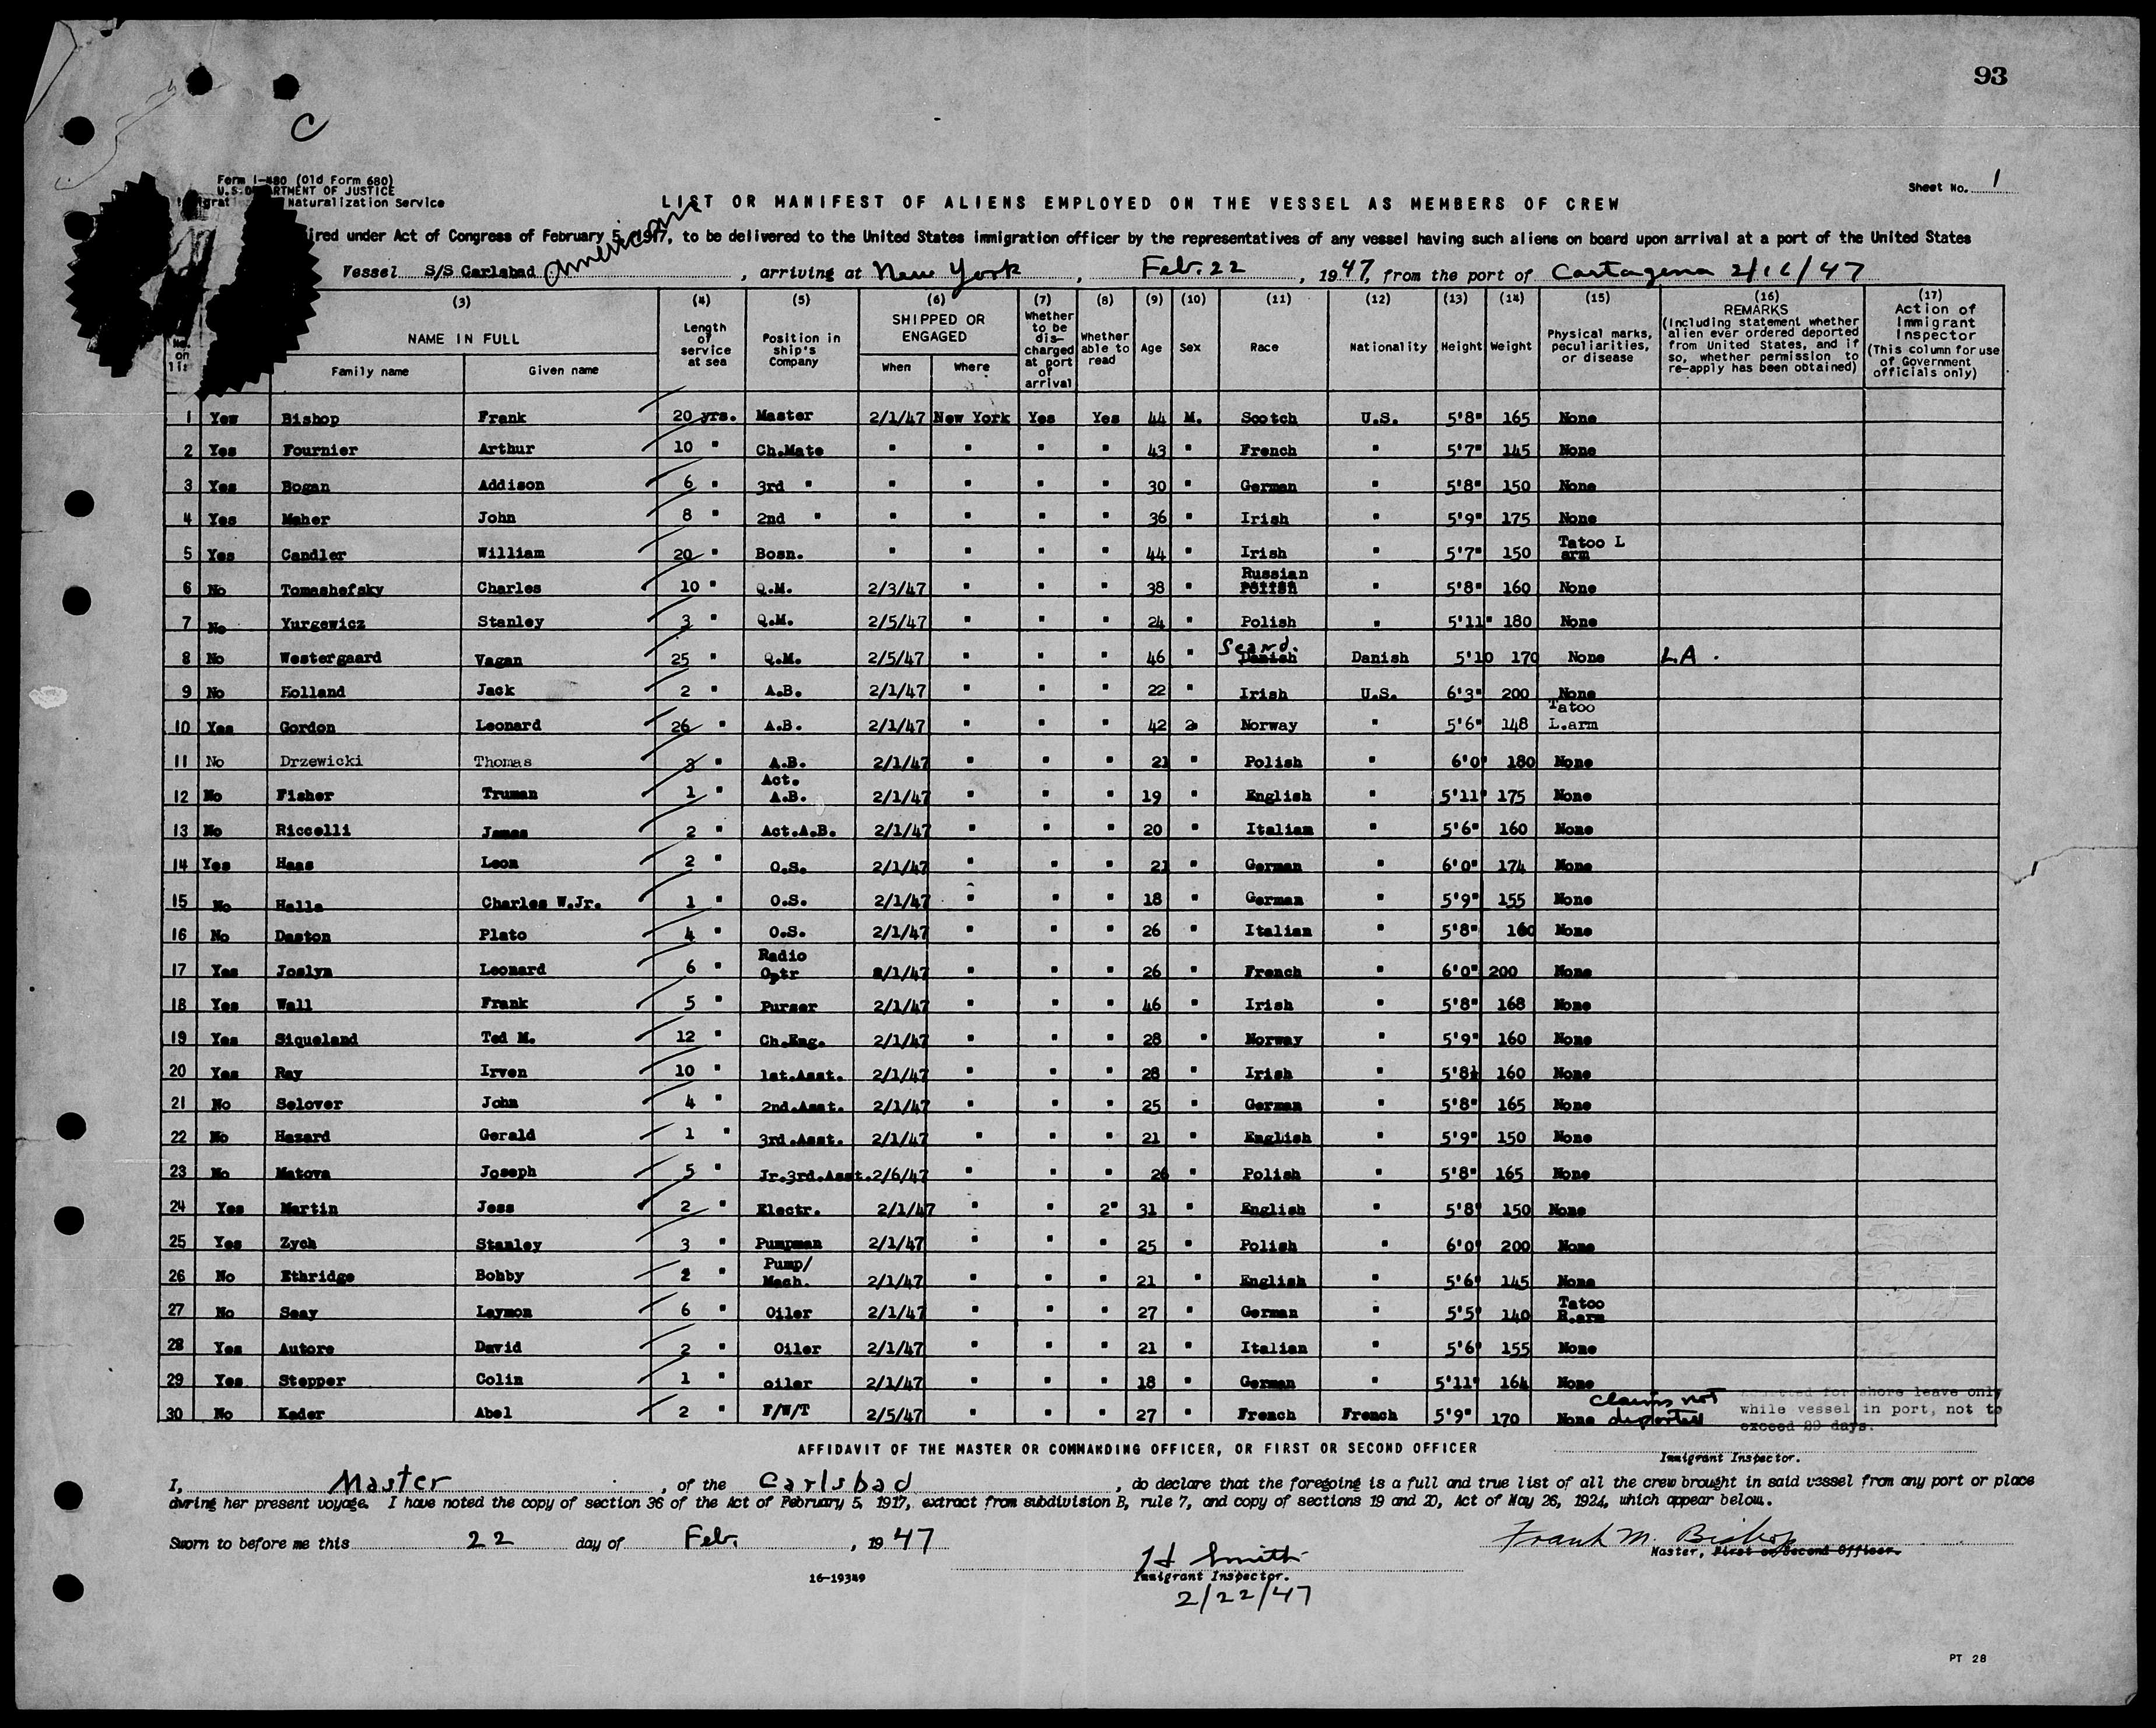 93
C
Form I-480 (Old Form 680)
U.S. DEPARTMENT OF JUSTICE
Naturalization Service
Sheet No. 1
LIST OR MANIFEST OF ALIENS EMPLOYED ON THE VESSEL AS MEMBERS OF CREW
ired under Act of Congress of February 5, 1917, to be delivered to the United States immigration officer by the representatives of any vessel having such aliens on board upon arrival at a port of the United States
Vessel S/S Carlsbad American, arriving at New York, Feb. 22, 1947, from the port of Cartagena 2/16/47
(3) (4) (5) (6) (7) (8) (9) (10) (11) (12) (13) (14) (15) (16) (17)
No. on list
NAME IN FULL
Family name Given name
Length of service at sea
Position in ship's Company
SHIPPED OR ENGAGED
When Where
Whether to be discharged at port of arrival
Whether able to read
Age
Sex
Race
Nationality
Height
Weight
Physical marks, peculiarities, or disease
REMARKS (Including statement whether alien ever ordered deported from United States, and if so, whether permission to re-apply has been obtained)
Action of Immigrant Inspector (This column for use of Government officials only)
1 Yes Bishop Frank 20 yrs. Master 2/1/47 New York Yes Yes 44 M. Scotch U.S. 5'8" 165 None
2 Yes Fournier Arthur 10 " Ch.Mate " " " " 43 " French " 5'7" 145 None
3 Yes Bogan Addison 6 " 3rd " " " " " 30 " German " 5'8" 150 None
4 Yes Maher John 8 " 2nd " " " " " 36 " Irish " 5'9" 175 None
5 Yes Candler William 20 " Bosn. " " " " 44 " Irish " 5'7" 150 Tatoo L arm
6 No Tomashefsky Charles 10 " Q.M. 2/3/47 " " " 38 " Russian Polish " 5'8" 160 None
7 No Yurgewicz Stanley 3 " Q.M. 2/5/47 " " " 24 " Polish " 5'11" 180 None
8 No Westergaard Vagan 25 " Q.M. 2/5/47 " " " 46 " Scand. Danish Danish 5'10 170 None L.A.
9 No Holland Jack 2 " A.B. 2/1/47 " " " 22 " Irish U.S. 6'3" 200 None
10 Yes Gordon Leonard 26 " A.B. 2/1/47 " " " 42 2 Norway " 5'6" 148 Tatoo L.arm
11 No Drzewicki Thomas 3 " A.B. 2/1/47 " " " 21 " Polish " 6'0" 180 None
12 No Fisher Truman 1 " Act. A.B. 2/1/47 " " " 19 " English " 5'11" 175 None
13 No Riccelli James 2 " Act.A.B. 2/1/47 " " " 20 " Italian " 5'6" 160 None
14 Yes Haas Leon 2 " O.S. 2/1/47 " " " 21 " German " 6'0" 174 None
15 No Halla Charles W.Jr. 1 " O.S. 2/1/47 " " " 18 " German " 5'9" 155 None
16 No Daston Plato 4 " O.S. 2/1/47 " " " 26 " Italian " 5'8" 160 None
17 Yes Joslyn Leonard 6 " Radio Optr 2/1/47 " " " 26 " French " 6'0" 200 None
18 Yes Wall Frank 5 " Purser 2/1/47 " " " 46 " Irish " 5'8" 168 None
19 Yes Siqueland Ted M. 12 " Ch.Eng. 2/1/47 " " " 28 " Norway " 5'9" 160 None
20 Yes Ray Irven 10 " 1st.Asst. 2/1/47 " " " 28 " Irish " 5'8½ 160 None
21 No Selover John 4 " 2nd.Asst. 2/1/47 " " " 25 " German " 5'8" 165 None
22 No Hazard Gerald 1 " 3rd.Asst. 2/1/47 " " " 21 " English " 5'9" 150 None
23 No Matova Joseph 5 " Jr.3rd.Asst. 2/6/47 " " " 26 " Polish " 5'8" 165 None
24 Yes Martin Jess 2 " Electr. 2/1/47 " " 2" 31 " English " 5'8" 150 None
25 Yes Zych Stanley 3 " Pumpman 2/1/47 " " " 25 " Polish " 6'0" 200 None
26 No Ethridge Bobby 2 " Pump/ Mach. 2/1/47 " " " 21 " English " 5'6" 145 None
27 No Seay Laymon 6 " Oiler 2/1/47 " " " 27 " German " 5'5" 140 Tatoo R.arm
28 Yes Autore David 2 " Oiler 2/1/47 " " " 21 " Italian " 5'6" 155 None
29 Yes Stepper Colin 1 " oiler 2/1/47 " " " 18 " German " 5'11" 164 None
30 No Kader Abel 2 " F/W/T 2/5/47 " " " 27 " French French 5'9" 170 None claims not deported
Admitted for shore leave only
while vessel in port, not to
exceed 29 days.
Immigrant Inspector.
AFFIDAVIT OF THE MASTER OR COMMANDING OFFICER, OR FIRST OR SECOND OFFICER
I, Master, of the Carlsbad, do declare that the foregoing is a full and true list of all the crew brought in said vessel from any port or place
during her present voyage. I have noted the copy of section 36 of the Act of February 5, 1917, extract from subdivision B, rule 7, and copy of sections 19 and 20, Act of May 26, 1924, which appear below.
Sworn to before me this 22 day of Feb., 1947
Frank M. Bishop
Master, First or Second Officer.
H Smith
Immigrant Inspector.
2/22/47
16-19349
PT 28